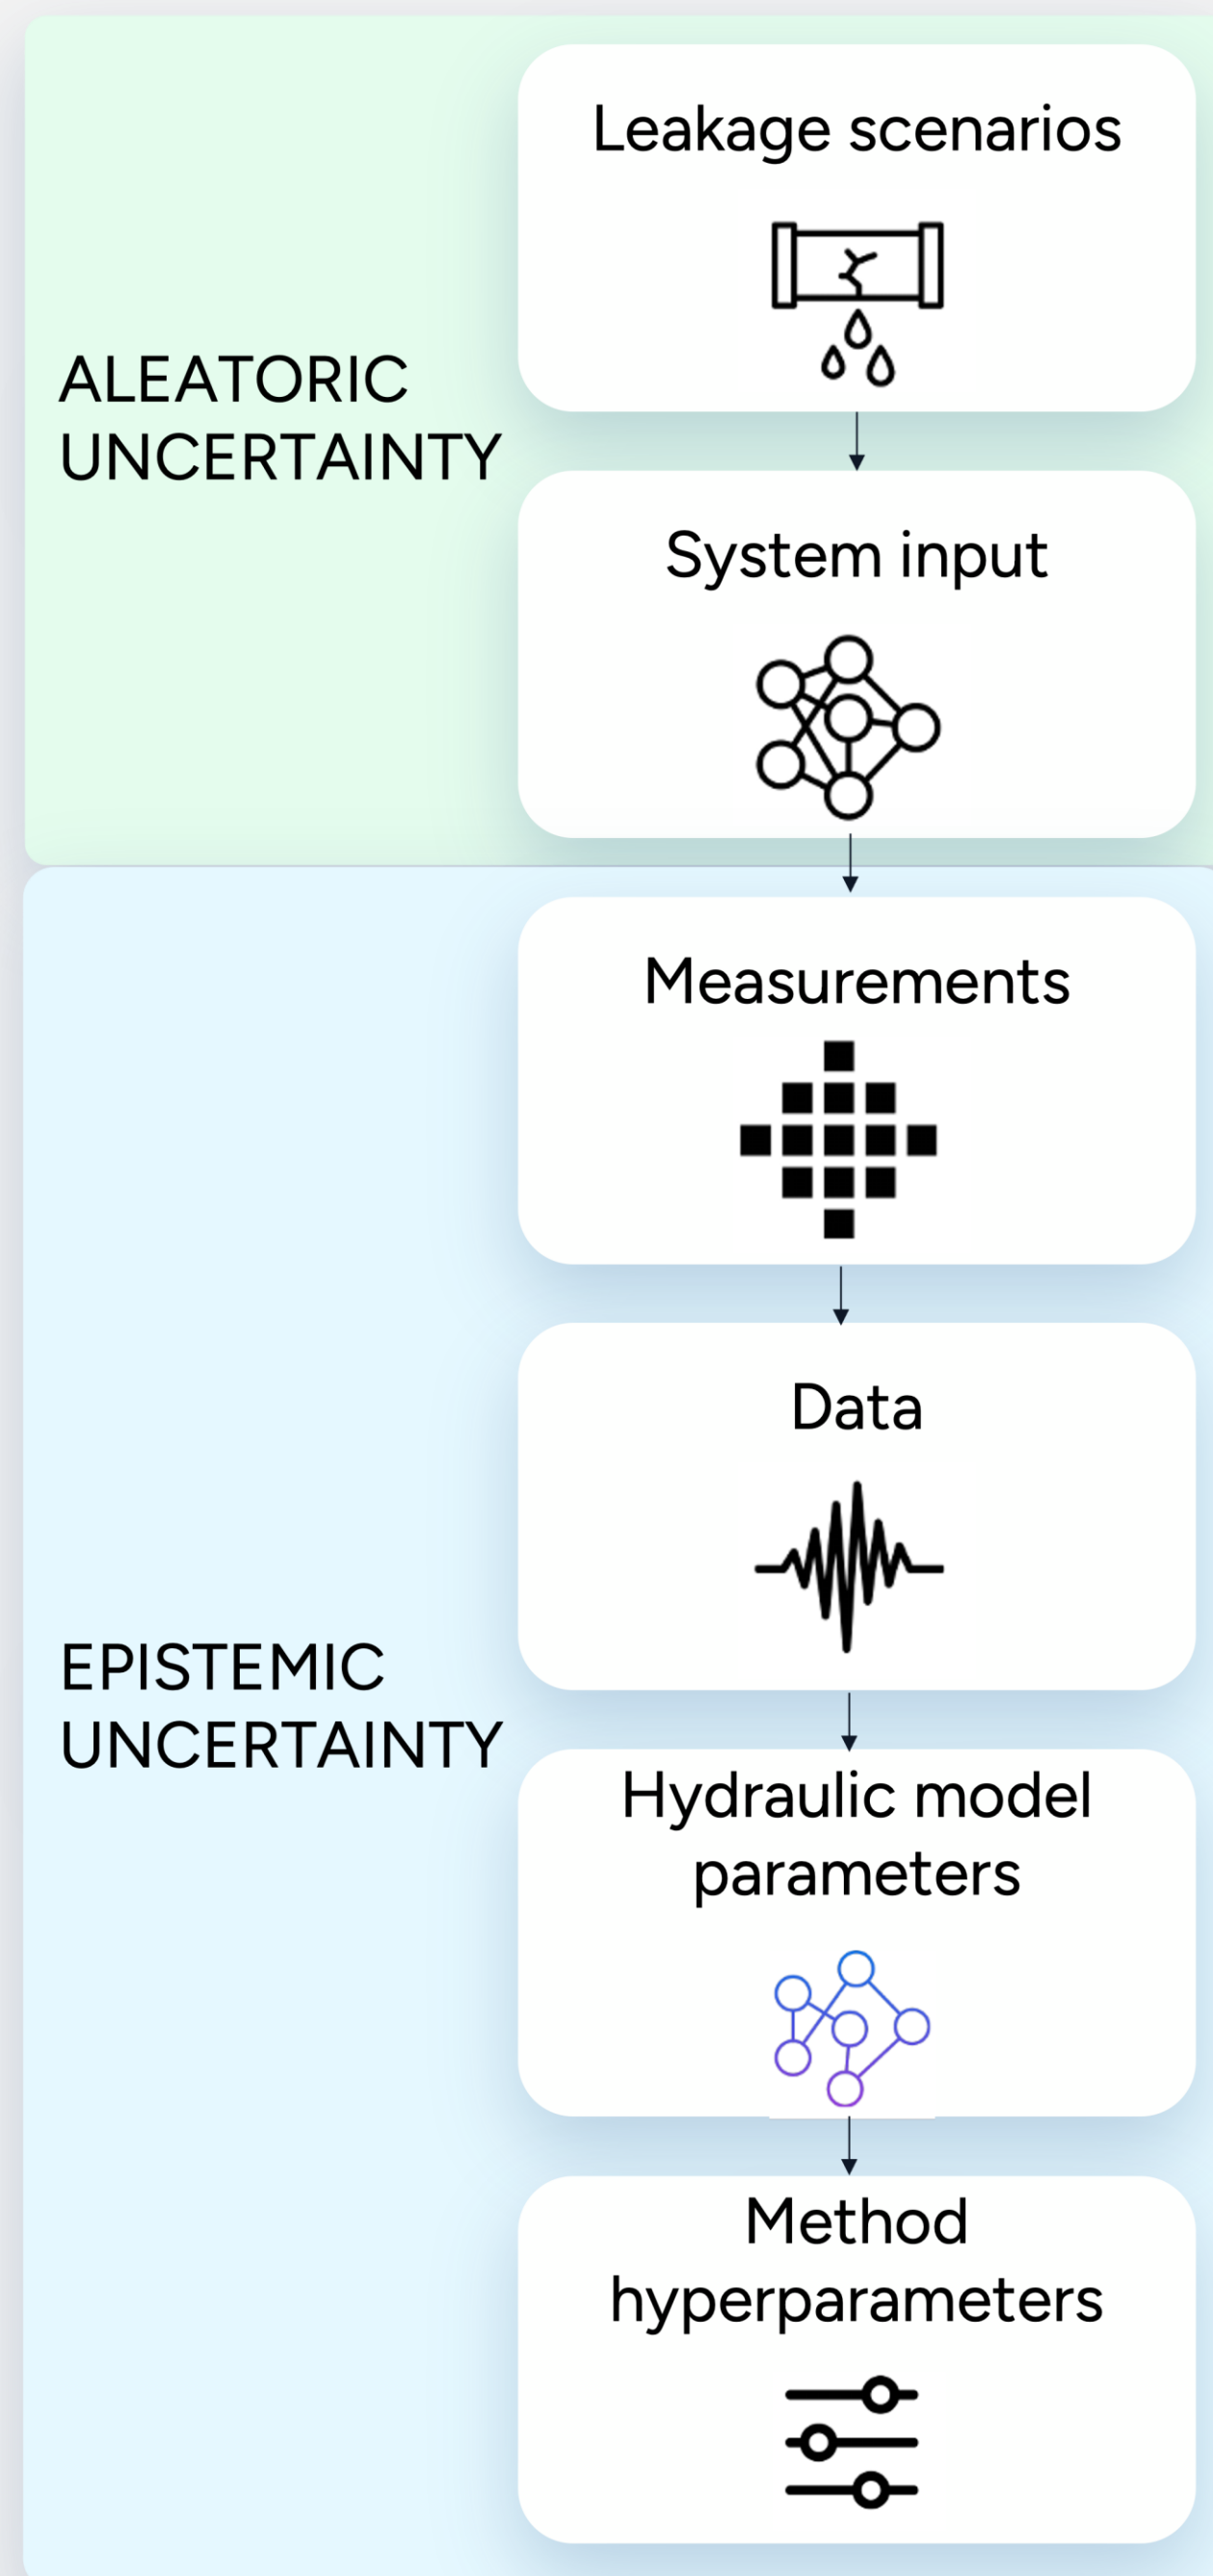 Leakage scenarios
ALEATORIC
UNCERTAINTY
System input
Measurements
Data
EPISTEMIC
UNCERTAINTY
Hydraulic model
parameters
Method
hyperparameters